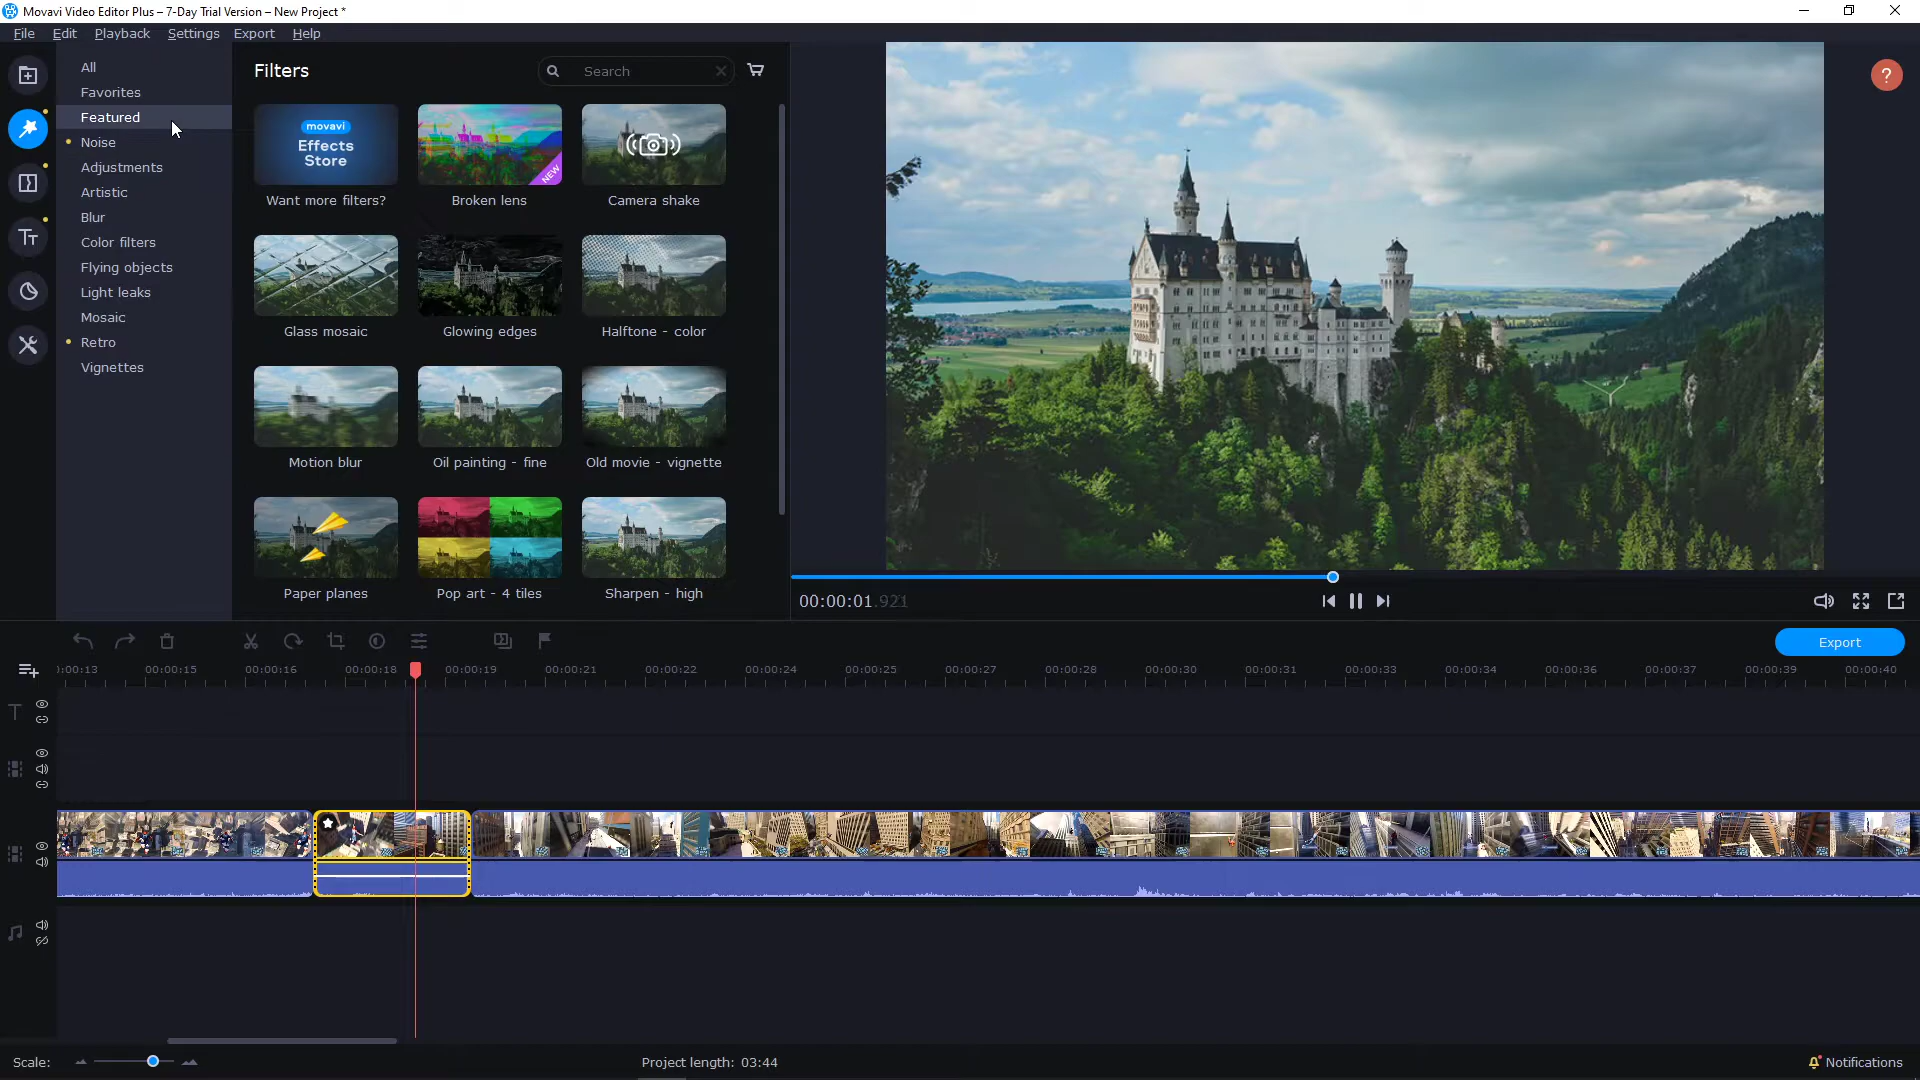 Movavi Video Editor Plus – 7-Day Trial Version – New Project *
File Edit Playback Settings Export Help
All
Favorites
Featured
Noise
Adjustments
Artistic
Blur
Color filters
Flying objects
Light leaks
Mosaic
Retro
Vignettes
Filters
Search
movavi
Effects
Store
NEW
Want more filters? Broken lens Camera shake
Glass mosaic Glowing edges Halftone - color
Motion blur Oil painting - fine Old movie - vignette
Paper planes Pop art - 4 tiles Sharpen - high
?
00:00:01.921
Export
00:00:13 00:00:15 00:00:16 00:00:18 00:00:19 00:00:21 00:00:22 00:00:24 00:00:25 00:00:27 00:00:28 00:00:30 00:00:31 00:00:33 00:00:34 00:00:36 00:00:37 00:00:39 00:00:40
Scale:
Project length: 03:44
Notifications